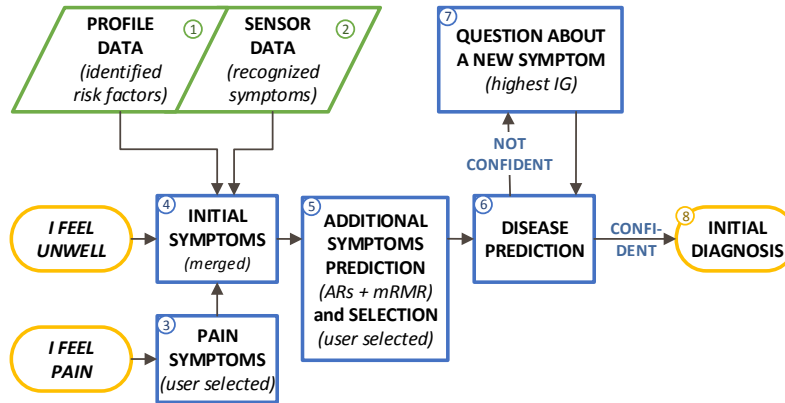 1
PROFILE
DATA
(identified
risk factors)
2
SENSOR
DATA
(recognized
symptoms)
7
QUESTION ABOUT
A NEW SYMPTOM
(highest IG)
NOT
CONFIDENT
I FEEL
UNWELL
4
INITIAL
SYMPTOMS
(merged)
5
ADDITIONAL
SYMPTOMS
PREDICTION
(ARs + mRMR)
and SELECTION
(user selected)
6
DISEASE
PREDICTION
CONFI-
DENT
8
INITIAL
DIAGNOSIS
I FEEL
PAIN
3
PAIN
SYMPTOMS
(user selected)